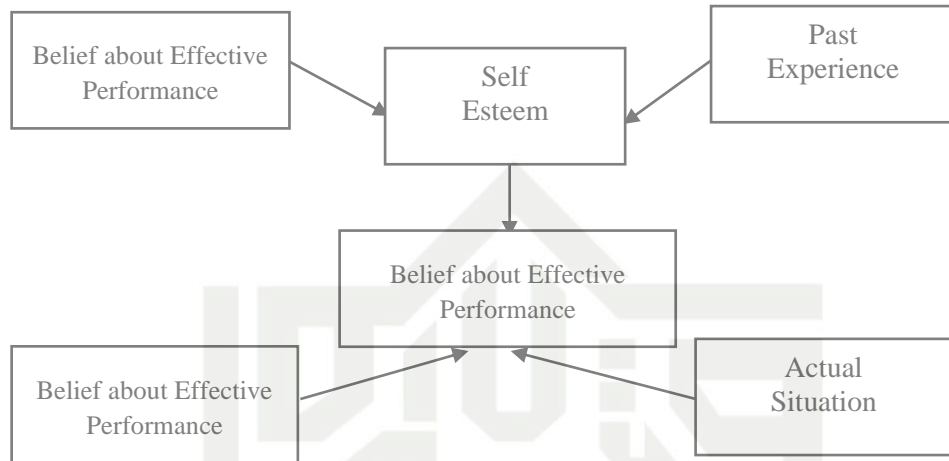 Belief about Effective
Performance
Self
Esteem
Past
Experience
Belief about Effective
Performance
Belief about Effective
Performance
Actual
Situation